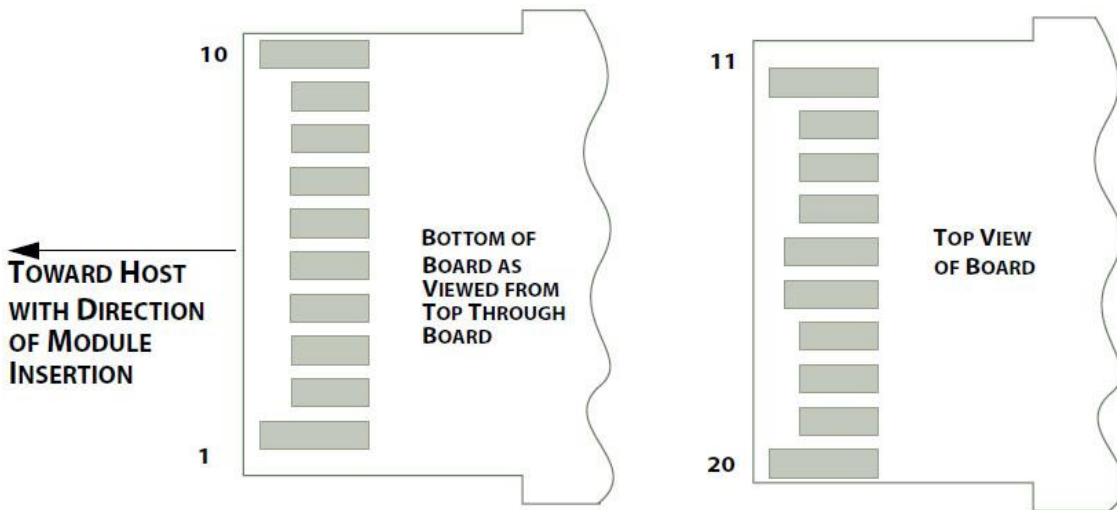 10
BOTTOM OF
BOARD AS
VIEWED FROM
TOP THROUGH
BOARD
1
TOWARD HOST
WITH DIRECTION
OF MODULE
INSERTION
11
TOP VIEW
OF BOARD
20